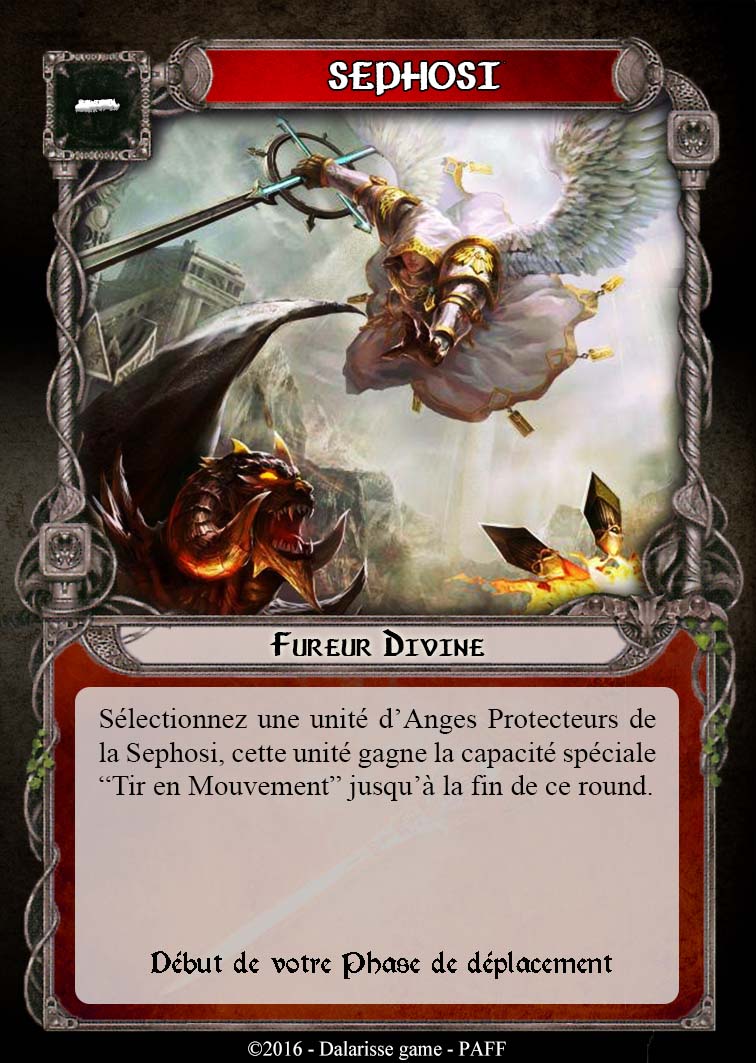 SEPHOSI
-
Fureur Divine
Sélectionnez une unité d’Anges Protecteurs de
la Sephosi, cette unité gagne la capacité spéciale
“Tir en Mouvement” jusqu’à la fin de ce round.
Début de votre Phase de déplacement
©2016 - Dalarisse game - PAFF